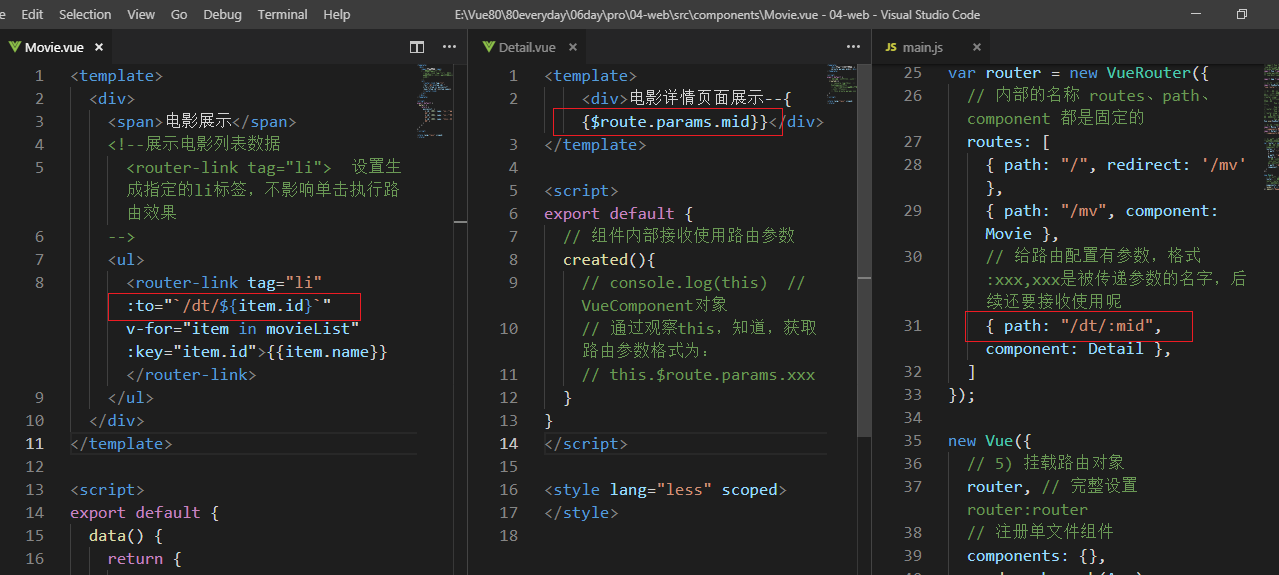 e Edit Selection View Go Debug Terminal Help E:\Vue80\80everyday\06day\pro\04-web\src\components\Movie.vue - 04-web - Visual Studio Code
Movie.vue ×
1 <template>
2 <div>
3 <span>电影展示</span>
4 <!--展示电影列表数据
5 <router-link tag="li"> 设置生
成指定的li标签，不影响单击执行路
由效果
6 -->
7 <ul>
8 <router-link tag="li"
:to="`/dt/${item.id}`"
v-for="item in movieList"
:key="item.id">{{item.name}}
</router-link>
9 </ul>
10 </div>
11 </template>
12
13 <script>
14 export default {
15 data() {
16 return {
Detail.vue ×
1 <template>
2 <div>电影详情页面展示--{
{$route.params.mid}}</div>
3 </template>
4
5 <script>
6 export default {
7 // 组件内部接收使用路由参数
8 created(){
9 // console.log(this) //
VueComponent对象
10 // 通过观察this，知道，获取
路由参数格式为：
11 // this.$route.params.xxx
12 }
13 }
14 </script>
15
16 <style lang="less" scoped>
17 </style>
18
JS main.js ×
25 var router = new VueRouter({
26 // 内部的名称 routes、path、
component 都是固定的
27 routes: [
28 { path: "/", redirect: '/mv'
},
29 { path: "/mv", component:
Movie },
30 // 给路由配置有参数，格式
:xxx,xxx是被传递参数的名字，后
续还要接收使用呢
31 { path: "/dt/:mid",
component: Detail },
32 ]
33 });
34
35 new Vue({
36 // 5) 挂载路由对象
37 router, // 完整设置
router:router
38 // 注册单文件组件
39 components: {},